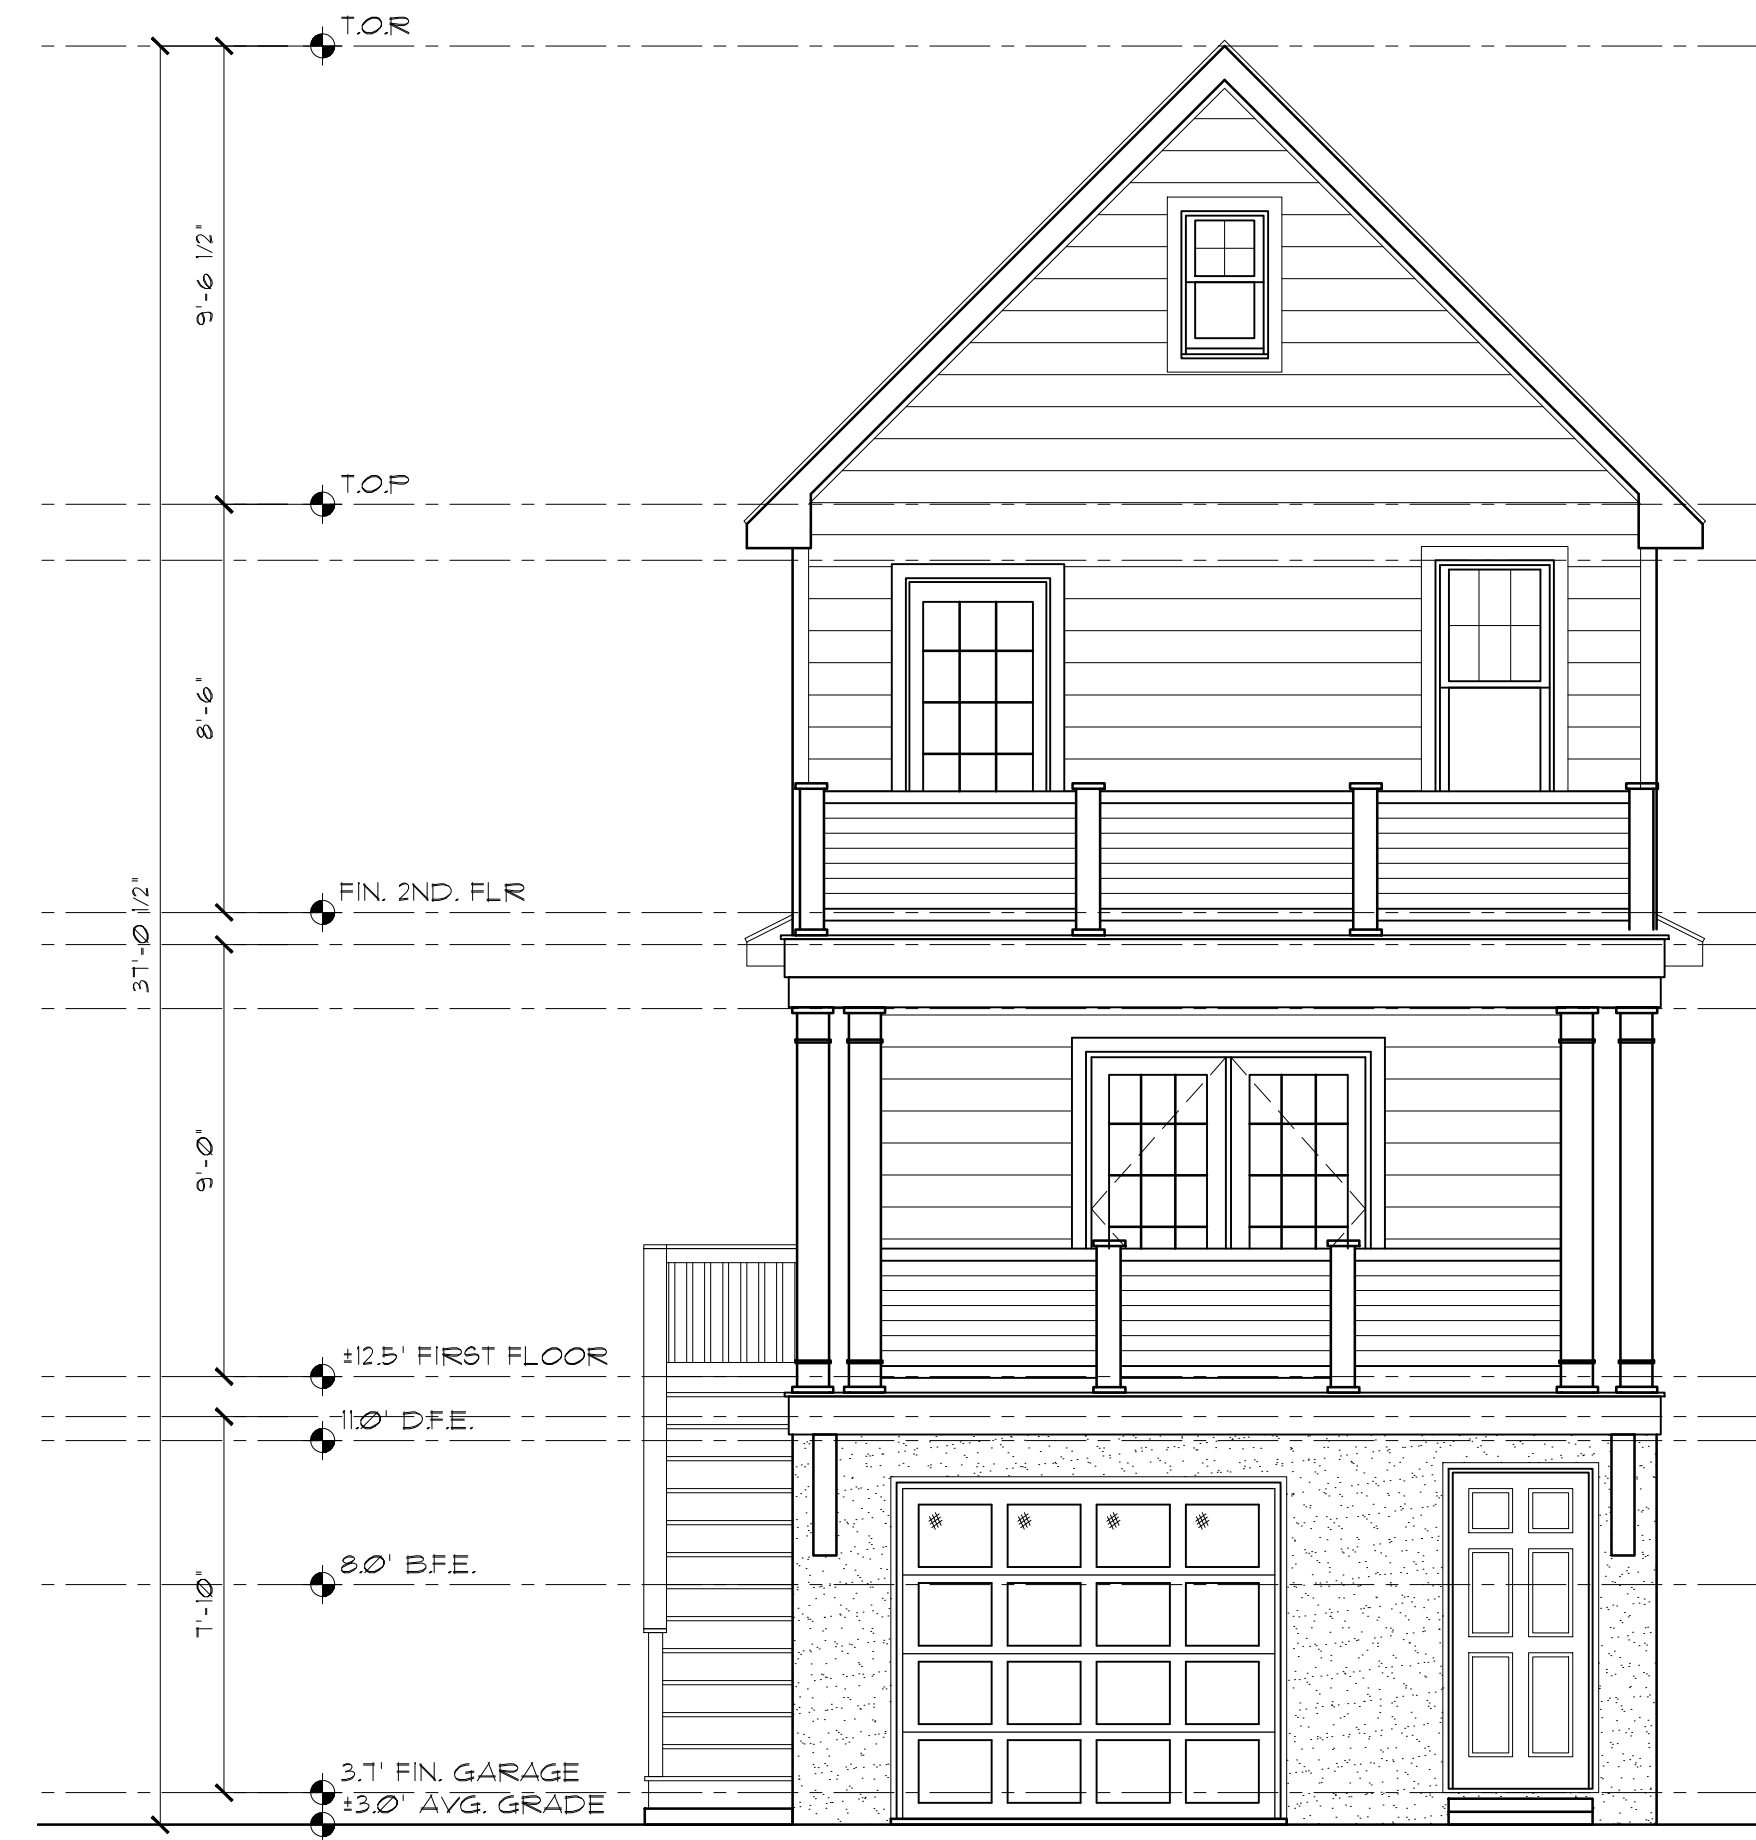 T.O.R
9'-6 1/2"
T.O.P
8'-6"
FIN. 2ND. FLR
37'-0 1/2"
9'-0"
±12.5' FIRST FLOOR
11.0' D.F.E.
8.0' B.F.E.
7'-10"
3.7' FIN. GARAGE
±3.0' AVG. GRADE